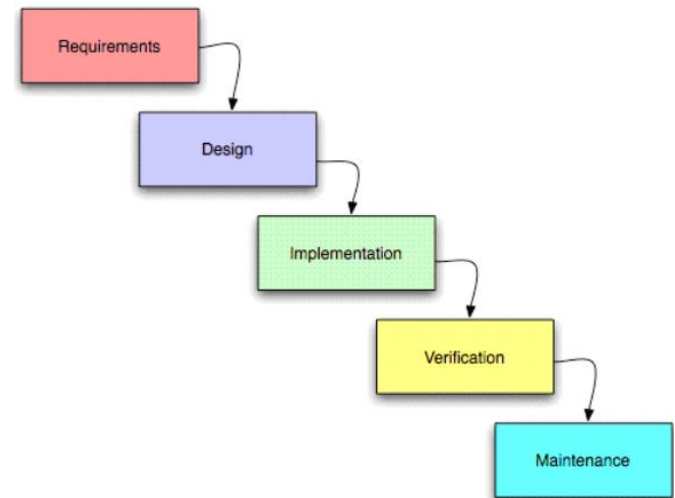 Requirements
Design
Implementation
Verification
Maintenance